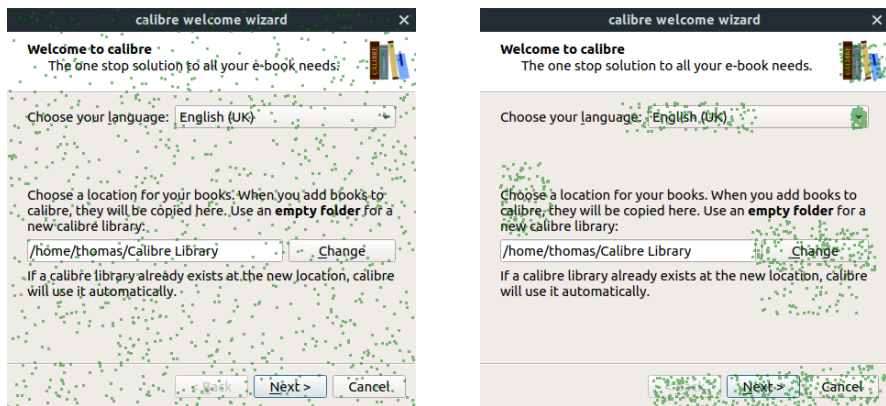 calibre welcome wizard
Welcome to calibre
The one stop solution to all your e-book needs.
CALIBRE
Choose your language: English (UK)
Choose a location for your books. When you add books to
calibre, they will be copied here. Use an empty folder for a
new calibre library:
/home/thomas/Calibre Library Change
If a calibre library already exists at the new location, calibre
will use it automatically.
< Back Next > Cancel
calibre welcome wizard
Welcome to calibre
The one stop solution to all your e-book needs.
Choose your language: English (UK)
Choose a location for your books. When you add books to
calibre, they will be copied here. Use an empty folder for a
new calibre library:
/home/thomas/Calibre Library Change
If a calibre library already exists at the new location, calibre
will use it automatically.
Next > Cancel